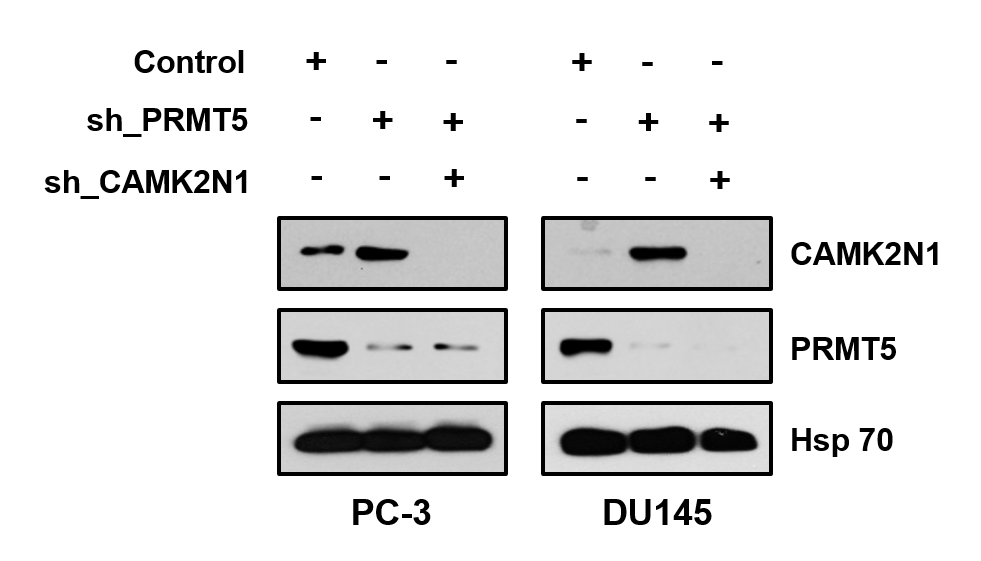 Control + - - + - -
sh_PRMT5 - + + - + +
sh_CAMK2N1 - - + - - +
CAMK2N1
PRMT5
Hsp 70
PC-3 DU145